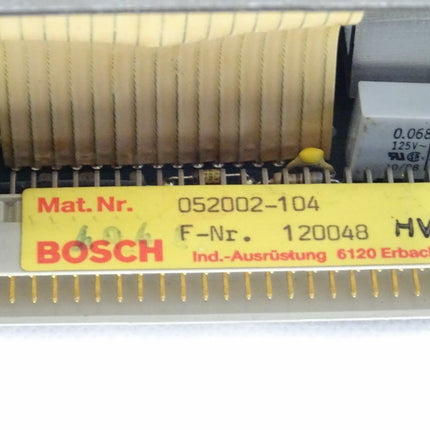 0.068
125V~
Mat.Nr. 052002-104
F-Nr. 120048 HV
BOSCH Ind.-Ausrüstung 6120 Erbach